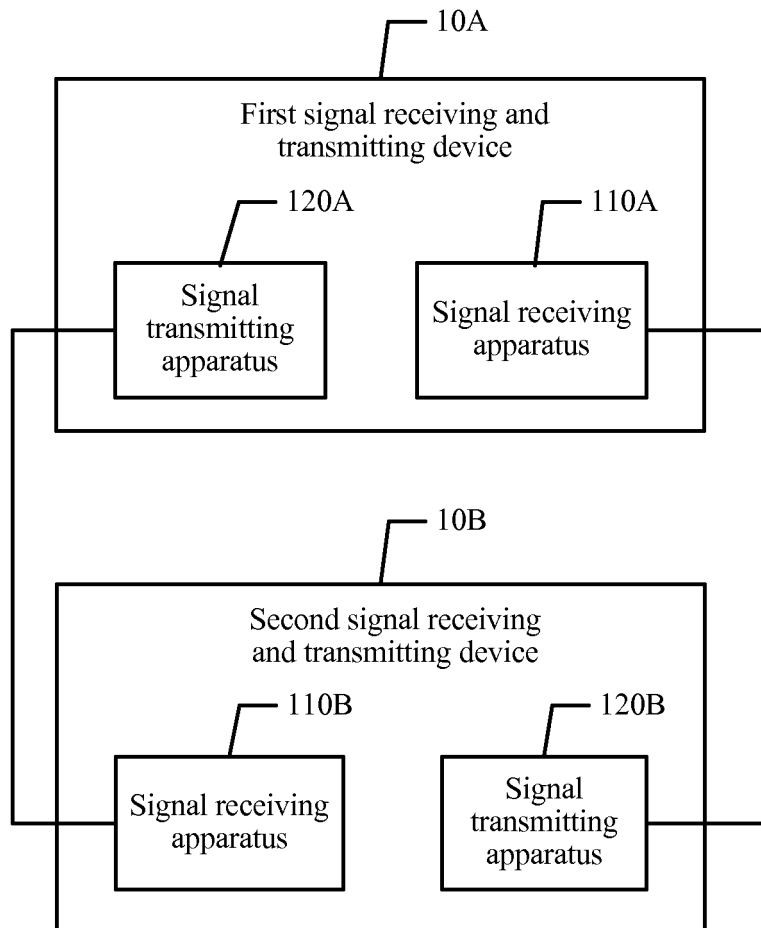 10A
First signal receiving and
transmitting device
120A
110A
Signal
transmitting
apparatus
Signal receiving
apparatus
10B
Second signal receiving
and transmitting device
110B
120B
Signal receiving
apparatus
Signal
transmitting
apparatus